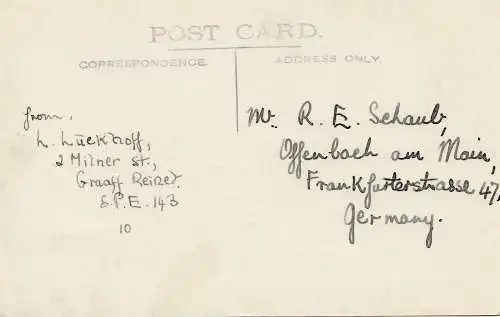 POST CARD.
CORRESPONDENCE
ADDRESS ONLY
from,
L. Lückhoff,
2 Milner st.,
Graaff Reinet.
S.P.E. 143
10
Mr. R. E. Schaub,
Offenbach am Main,
Frankfurterstrasse 47,
Germany.